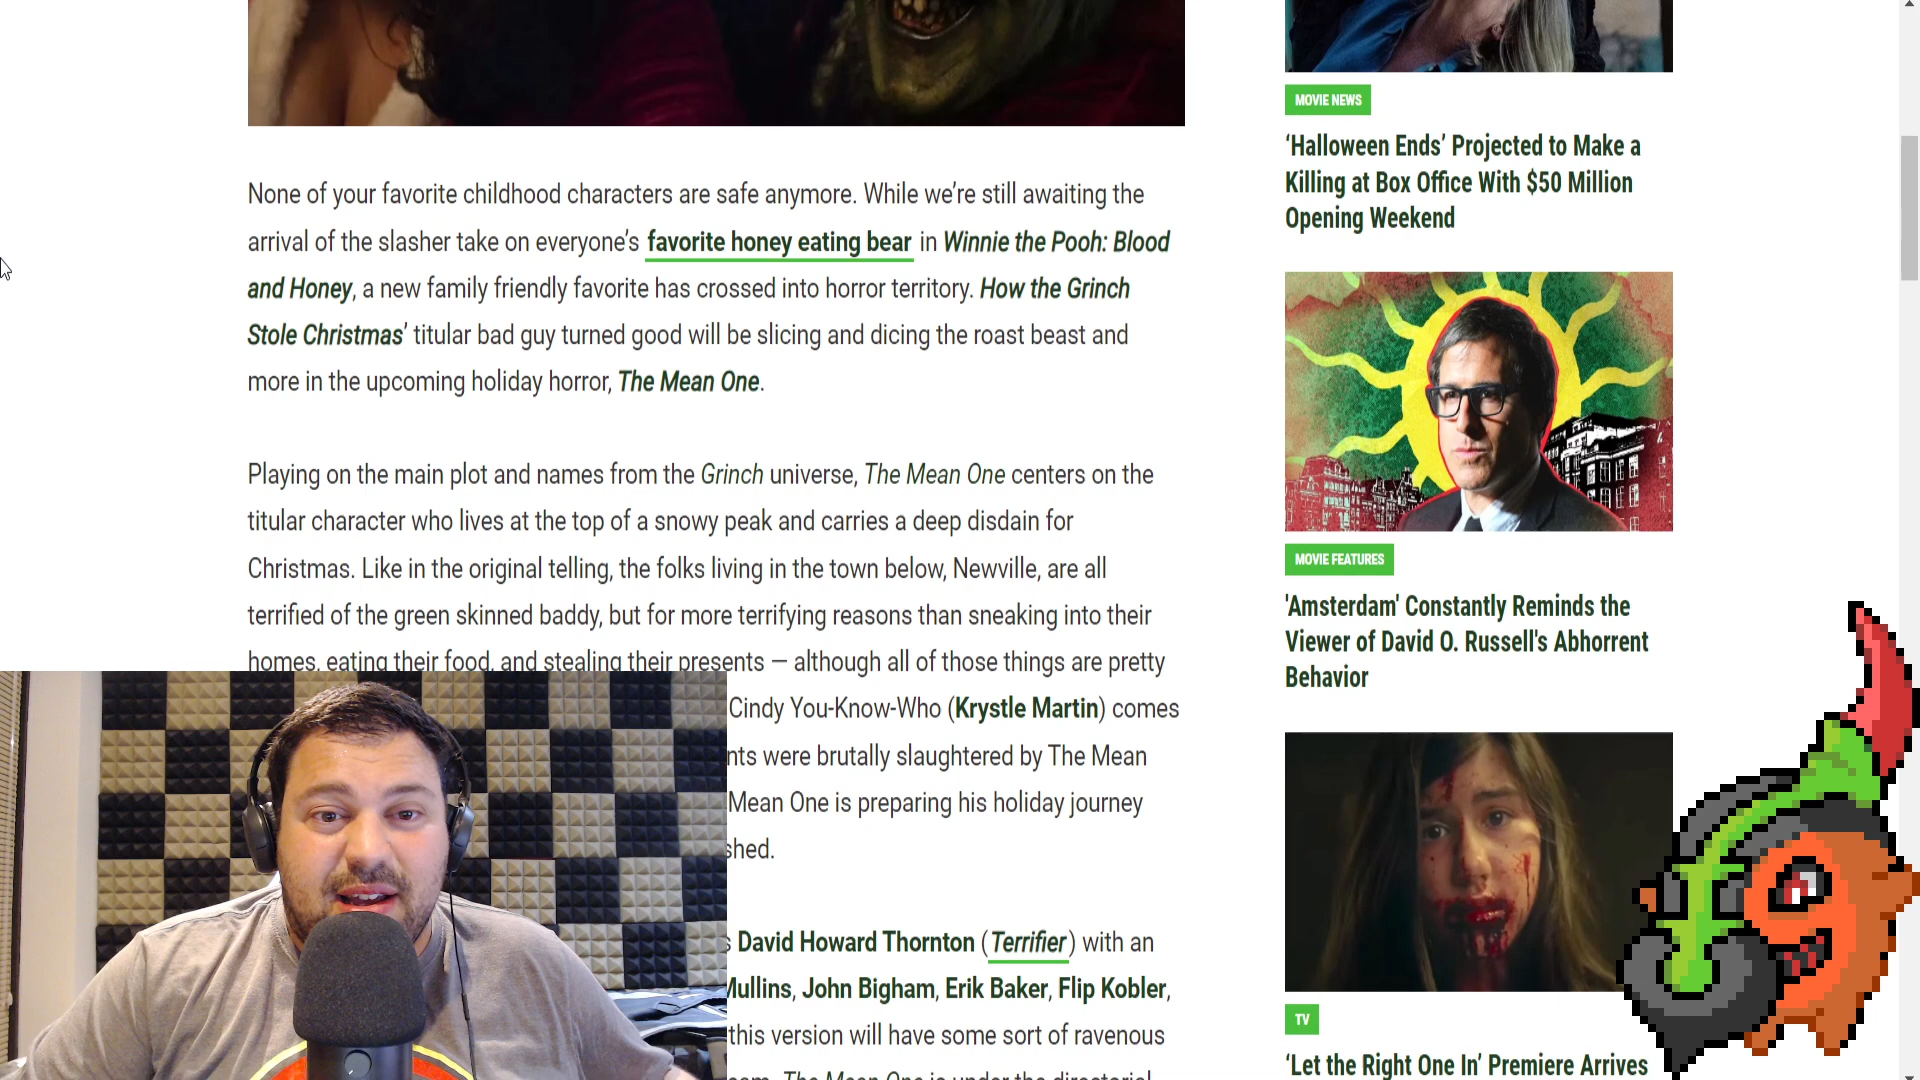 None of your favorite childhood characters are safe anymore. While we’re still awaiting the
arrival of the slasher take on everyone’s favorite honey eating bear in Winnie the Pooh: Blood
and Honey, a new family friendly favorite has crossed into horror territory. How the Grinch
Stole Christmas’ titular bad guy turned good will be slicing and dicing the roast beast and
more in the upcoming holiday horror, The Mean One.
Playing on the main plot and names from the Grinch universe, The Mean One centers on the
titular character who lives at the top of a snowy peak and carries a deep disdain for
Christmas. Like in the original telling, the folks living in the town below, Newville, are all
terrified of the green skinned baddy, but for more terrifying reasons than sneaking into their
homes, eating their food, and stealing their presents — although all of those things are pretty
Cindy You-Know-Who (Krystle Martin) comes
nts were brutally slaughtered by The Mean
Mean One is preparing his holiday journey
shed.
s David Howard Thornton (Terrifier) with an
Mullins, John Bigham, Erik Baker, Flip Kobler,
this version will have some sort of ravenous
The Mean One is under the directorial
MOVIE NEWS
‘Halloween Ends’ Projected to Make a
Killing at Box Office With $50 Million
Opening Weekend
MOVIE FEATURES
'Amsterdam' Constantly Reminds the
Viewer of David O. Russell's Abhorrent
Behavior
TV
‘Let the Right One In’ Premiere Arrives